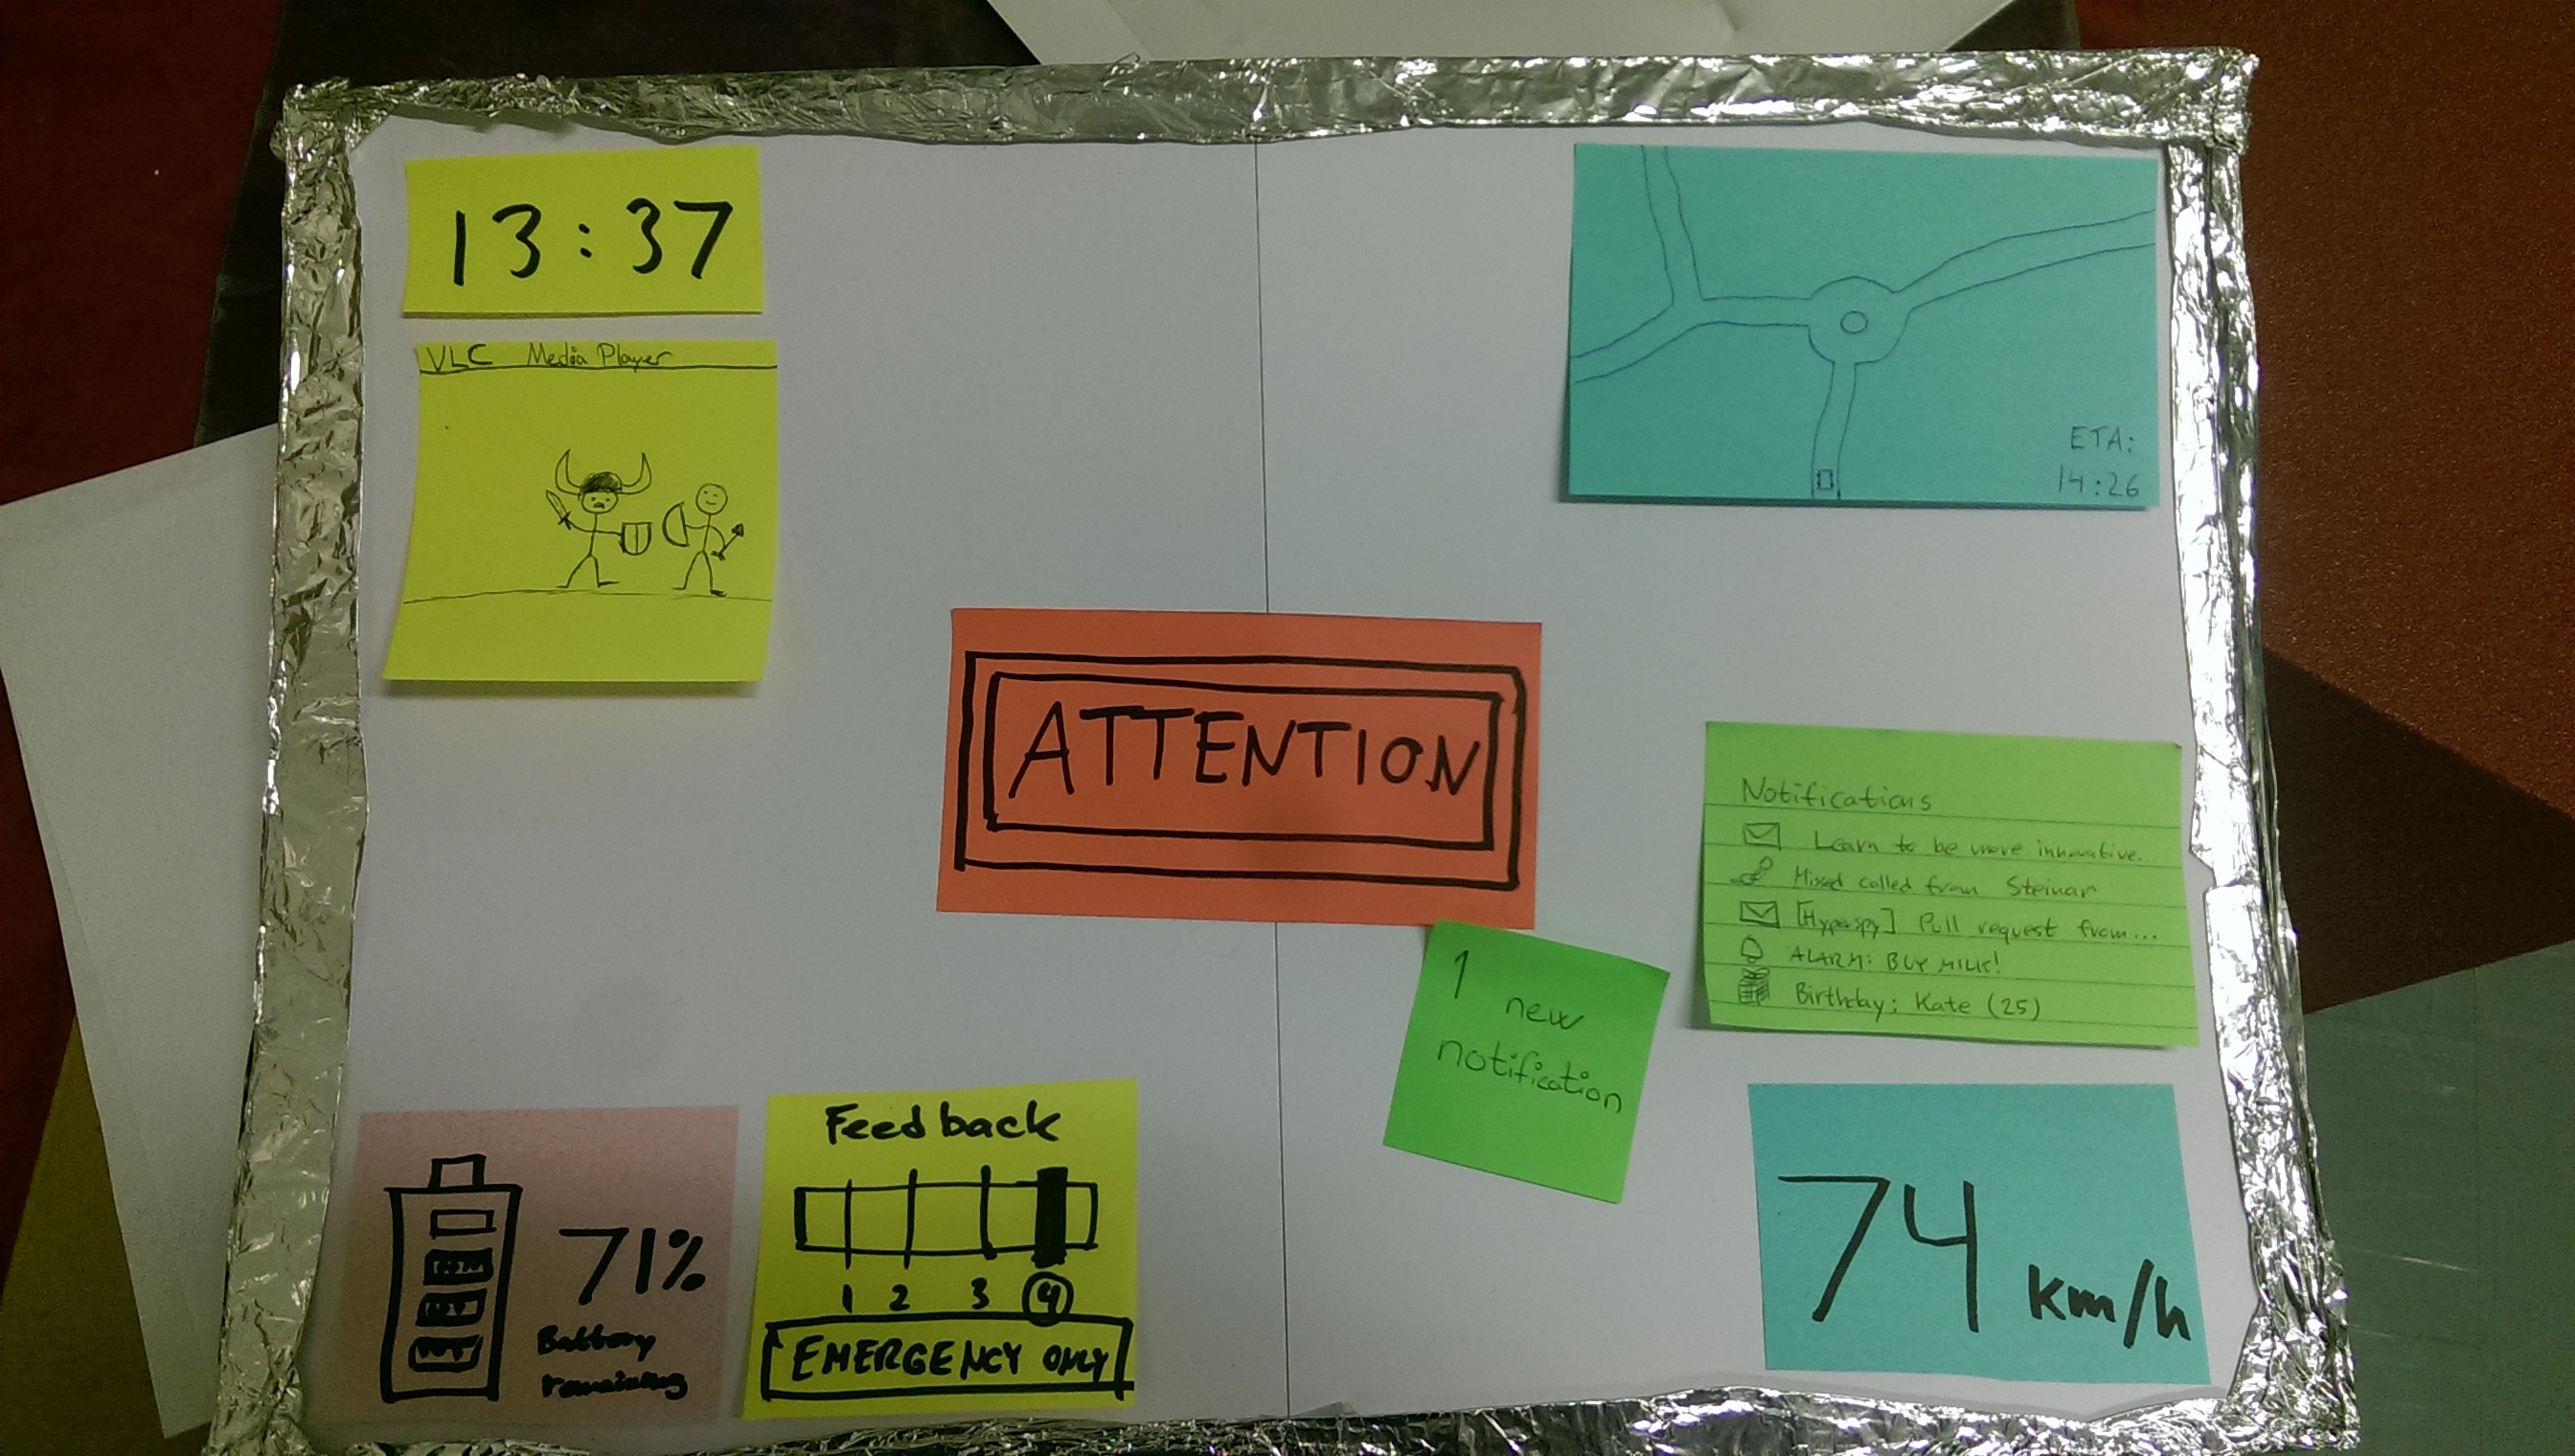 13:37
VLC Media Player
ETA:
14:26
ATTENTION
Notifications
Learn to be more innovative...
Missed called from Steinar
[Hyperspy] Pull request from...
ALARM: BUY MILK!
Birthday: Kate (25)
1 new
notification
71%
Battery
remaining
Feedback
1 2 3 4
EMERGENCY ONLY
74 km/h